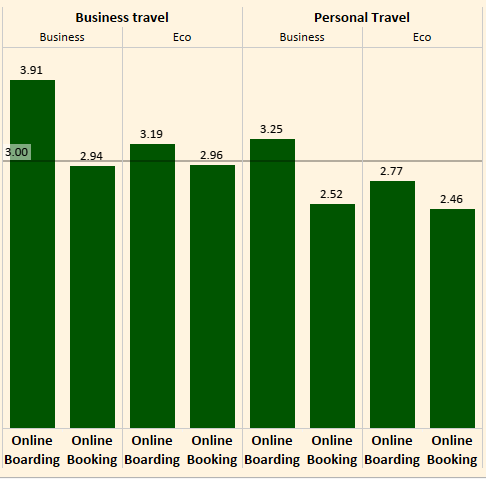 Business travel Personal Travel
Business Eco Business Eco
3.91
3.19
3.25
3.00
2.94
2.96
2.77
2.52
2.46
Online Online Online Online Online Online Online Online
Boarding Booking Boarding Booking Boarding Booking Boarding Booking